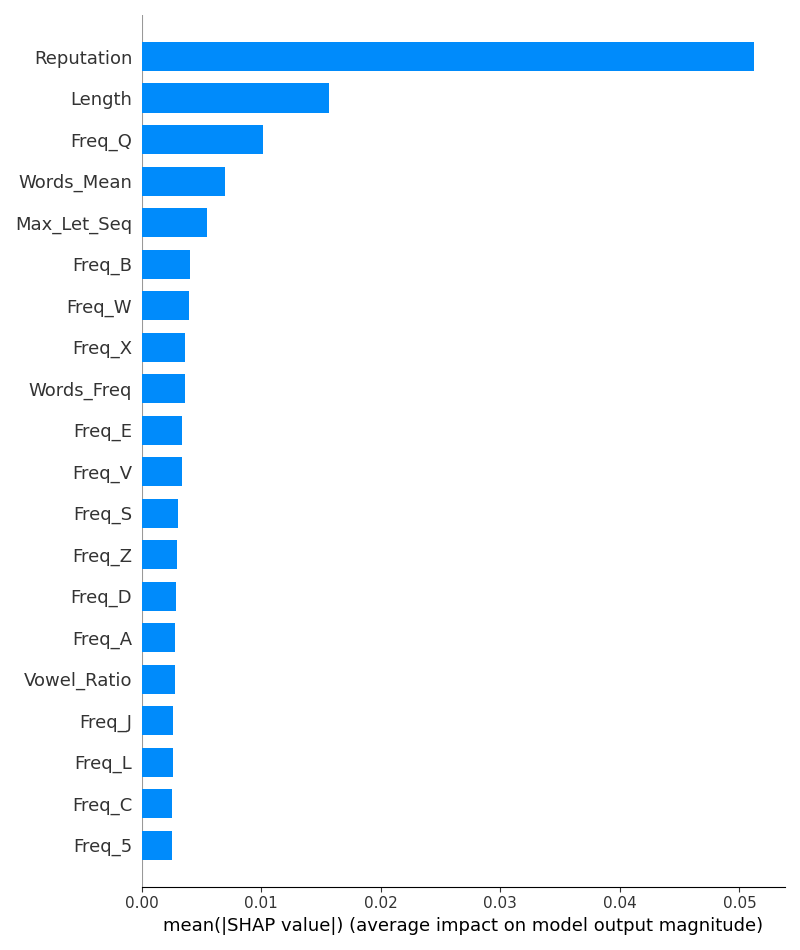 Reputation
Length
Freq_Q
Words_Mean
Max_Let_Seq
Freq_B
Freq_W
Freq_X
Words_Freq
Freq_E
Freq_V
Freq_S
Freq_Z
Freq_D
Freq_A
Vowel_Ratio
Freq_J
Freq_L
Freq_C
Freq_5
0.00 0.01 0.02 0.03 0.04 0.05
mean(|SHAP value|) (average impact on model output magnitude)